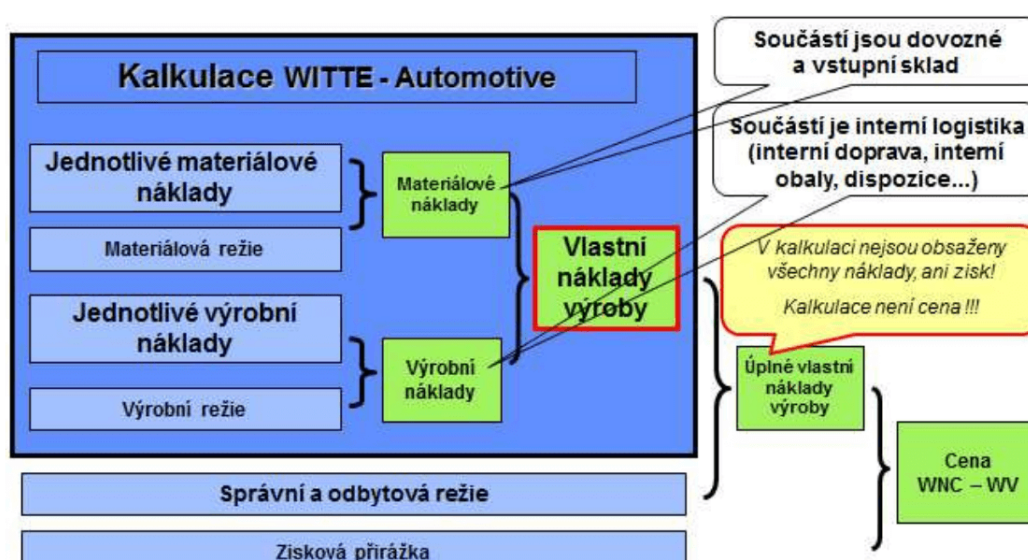 Kalkulace WITTE - Automotive
Součástí jsou dovozné
a vstupní sklad
Součástí je interní logistika
(interní doprava, interní
obaly, dispozice...)
Jednotlivé materiálové
náklady
Materiálová režie
Materiálové
náklady
Jednotlivé výrobní
náklady
Výrobní režie
Výrobní
náklady
Vlastní
náklady
výroby
V kalkulaci nejsou obsaženy
všechny náklady, ani zisk!
Kalkulace není cena !!!
Úplné vlastní
náklady
výroby
Správní a odbytová režie
Zisková přirážka
Cena
WNC – WV